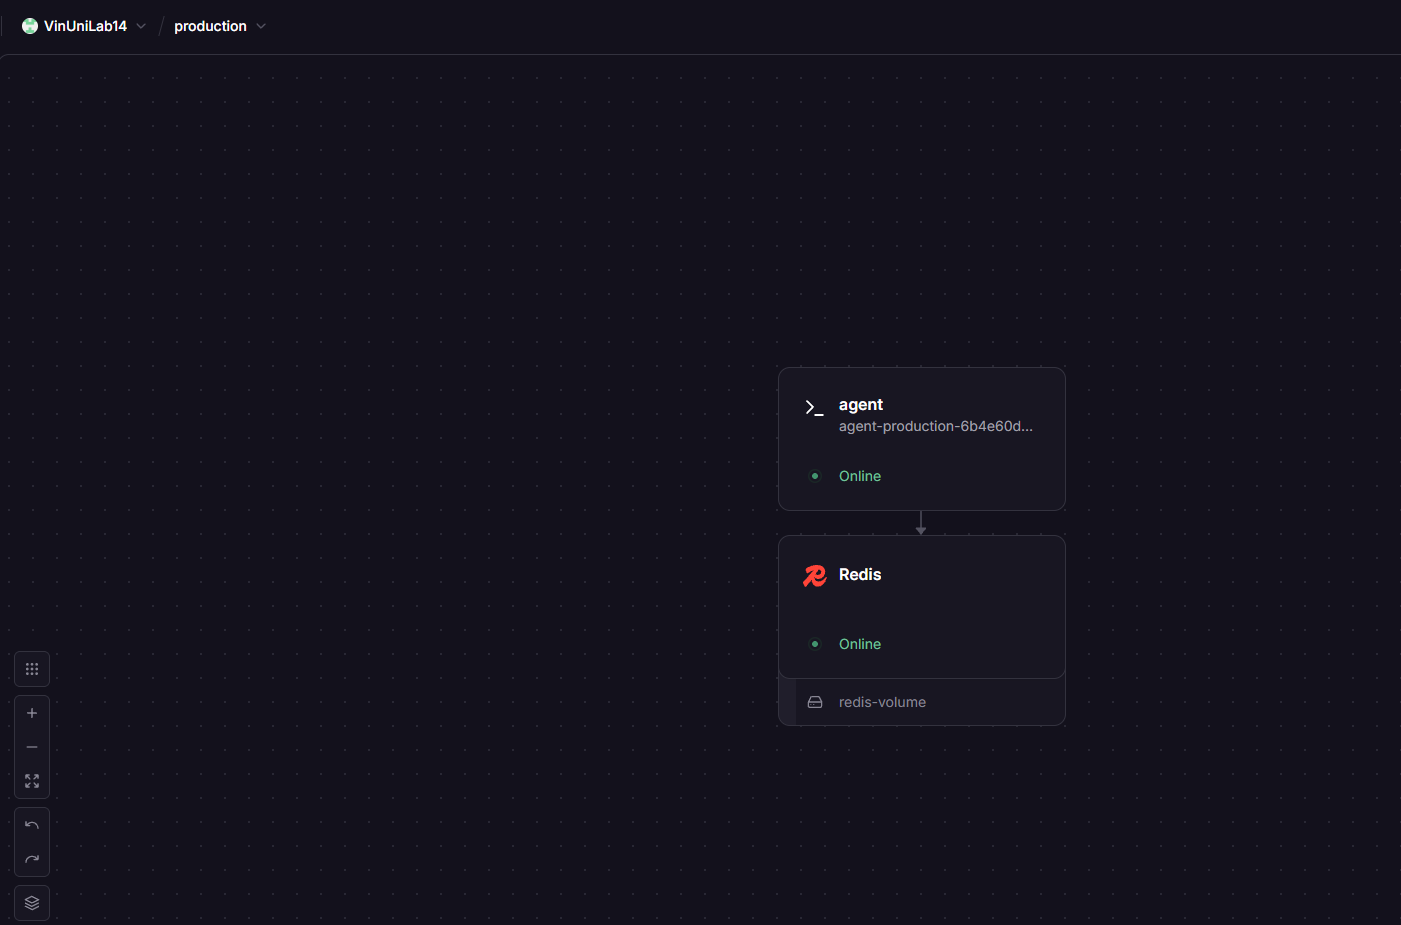 VinUniLab14 / production
agent
agent-production-6b4e60d...
Online
Redis
Online
redis-volume